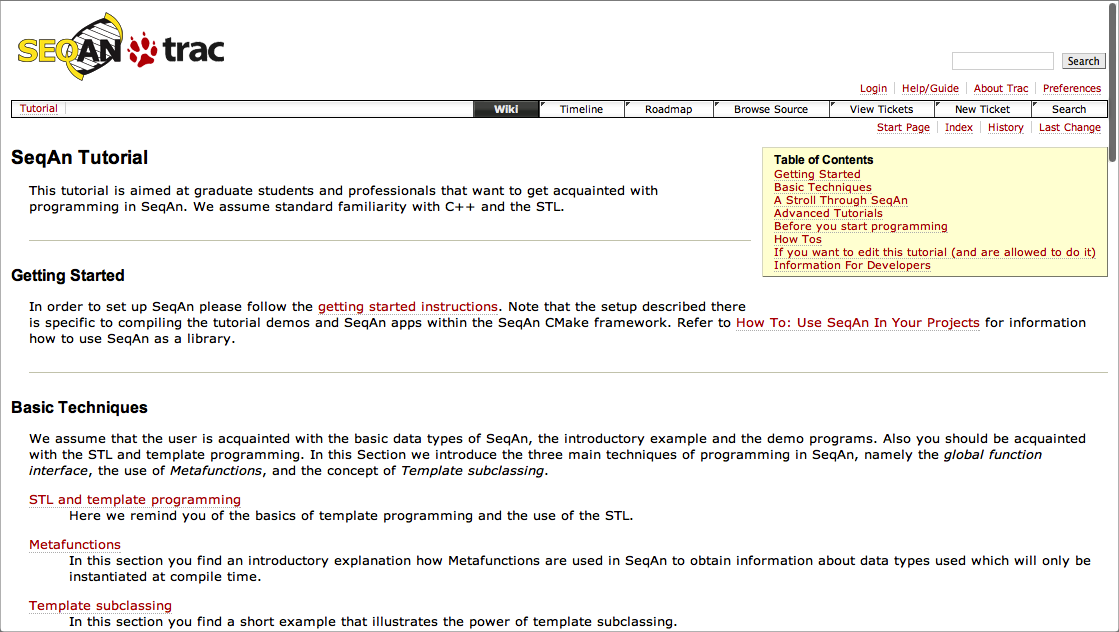 SEQAN trac
Search
Login Help/Guide About Trac Preferences
Tutorial Wiki Timeline Roadmap Browse Source View Tickets New Ticket Search
Start Page Index History Last Change
SeqAn Tutorial
This tutorial is aimed at graduate students and professionals that want to get acquainted with
programming in SeqAn. We assume standard familiarity with C++ and the STL.
Table of Contents
Getting Started
Basic Techniques
A Stroll Through SeqAn
Advanced Tutorials
Before you start programming
How Tos
If you want to edit this tutorial (and are allowed to do it)
Information For Developers
Getting Started
In order to set up SeqAn please follow the getting started instructions. Note that the setup described there
is specific to compiling the tutorial demos and SeqAn apps within the SeqAn CMake framework. Refer to How To: Use SeqAn In Your Projects for information
how to use SeqAn as a library.
Basic Techniques
We assume that the user is acquainted with the basic data types of SeqAn, the introductory example and the demo programs. Also you should be acquainted
with the STL and template programming. In this Section we introduce the three main techniques of programming in SeqAn, namely the global function
interface, the use of Metafunctions, and the concept of Template subclassing.
STL and template programming
Here we remind you of the basics of template programming and the use of the STL.
Metafunctions
In this section you find an introductory explanation how Metafunctions are used in SeqAn to obtain information about data types used which will only be
instantiated at compile time.
Template subclassing
In this section you find a short example that illustrates the power of template subclassing.